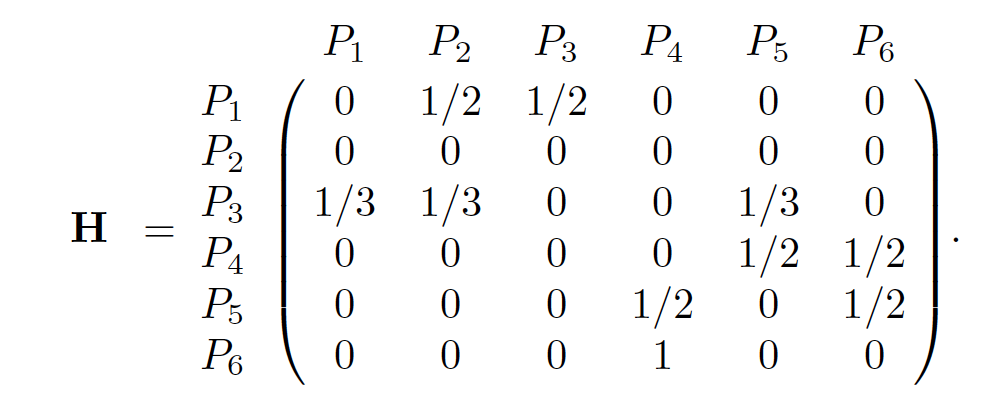 P1 P2 P3 P4 P5 P6
P1 0 1/2 1/2 0 0 0
P2 0 0 0 0 0 0
P3 1/3 1/3 0 0 1/3 0
H = P4 0 0 0 0 1/2 1/2 .
P5 0 0 0 1/2 0 1/2
P6 0 0 0 1 0 0